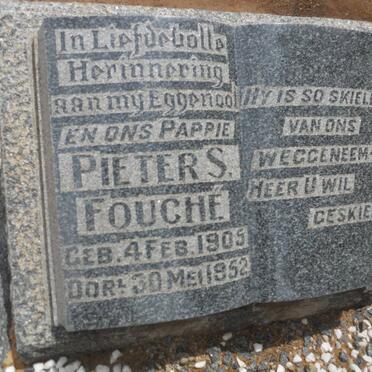 In Liefdevolle
Herinnering
aan my Eggenoot
EN ONS PAPPIE
PIETER S.
FOUCHÉ
GEB. 4 FEB. 1905
OORL. 30 MEI 1952
HY IS SO SKIELIK
VAN ONS
WEGGENEEM
HEER U WIL
GESKIED